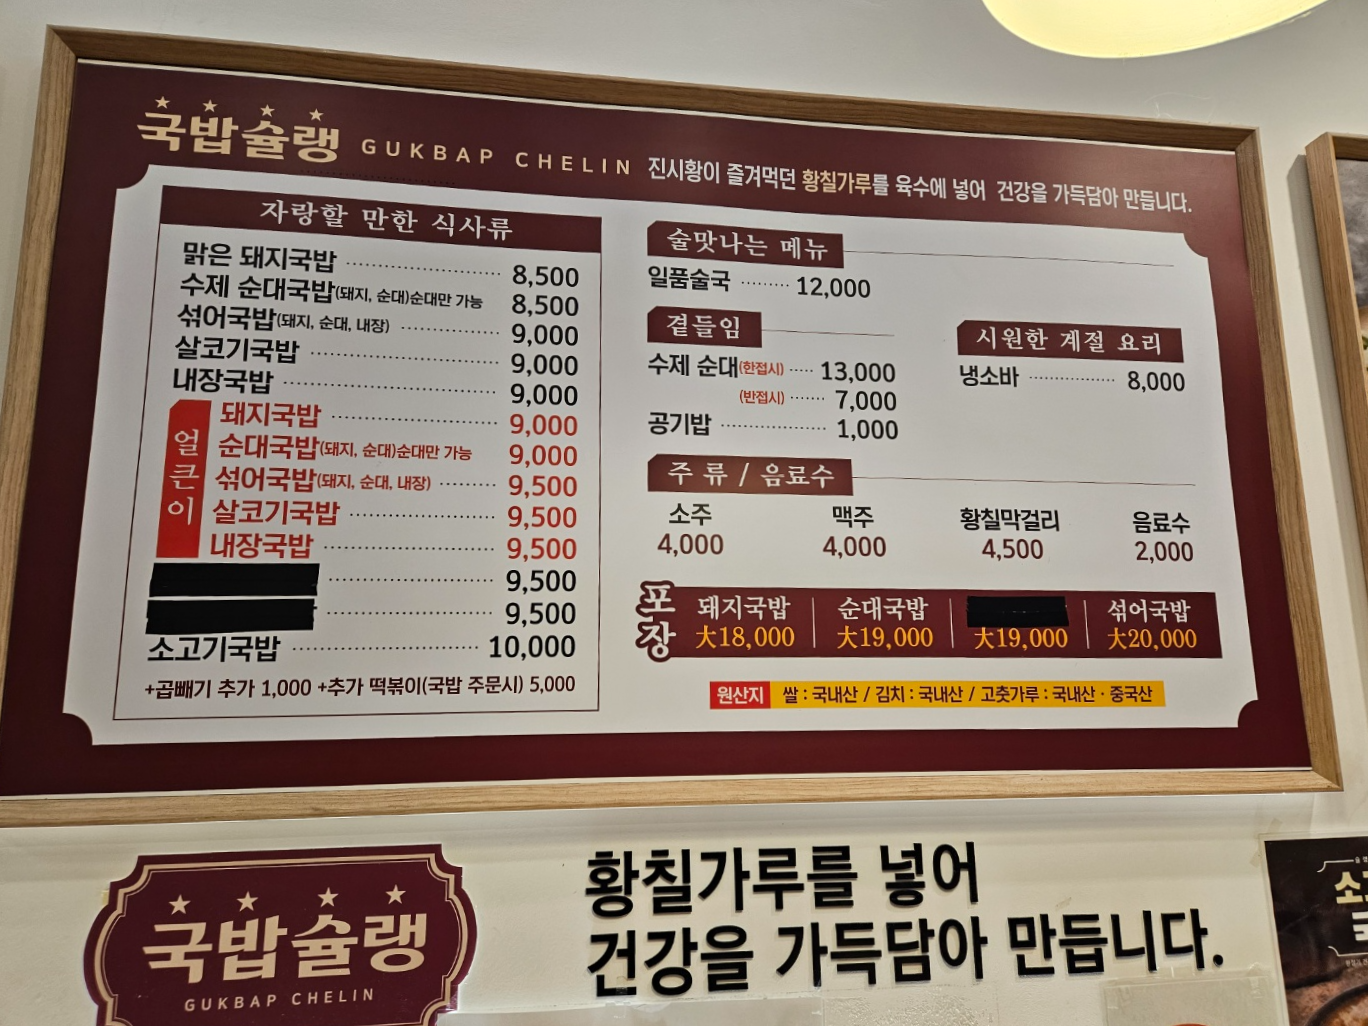 국밥슐랭 GUKBAP CHELIN 진시황이 즐겨먹던 황칠가루를 육수에 넣어 건강을 가득담아 만듭니다.
자랑할 만한 식사류
맑은 돼지국밥 8,500
수제 순대국밥(돼지, 순대)순대만 가능 8,500
섞어국밥(돼지, 순대, 내장) 9,000
살코기국밥 9,000
내장국밥 9,000
얼큰이
돼지국밥 9,000
순대국밥(돼지, 순대)순대만 가능 9,000
섞어국밥(돼지, 순대, 내장) 9,500
살코기국밥 9,500
내장국밥 9,500
9,500
9,500
소고기국밥 10,000
+곱빼기 추가 1,000 +추가 떡볶이(국밥 주문시) 5,000
술맛나는 메뉴
일품술국 12,000
곁들임
수제 순대(한접시) 13,000
(반접시) 7,000
공기밥 1,000
시원한 계절 요리
냉소바 8,000
주 류 / 음료수
소주 맥주 황칠막걸리 음료수
4,000 4,000 4,500 2,000
포장
돼지국밥 순대국밥 섞어국밥
大18,000 大19,000 大19,000 大20,000
원산지 쌀 : 국내산 / 김치 : 국내산 / 고춧가루 : 국내산 · 중국산
국밥슐랭
GUKBAP CHELIN
황칠가루를 넣어
건강을 가득담아 만듭니다.